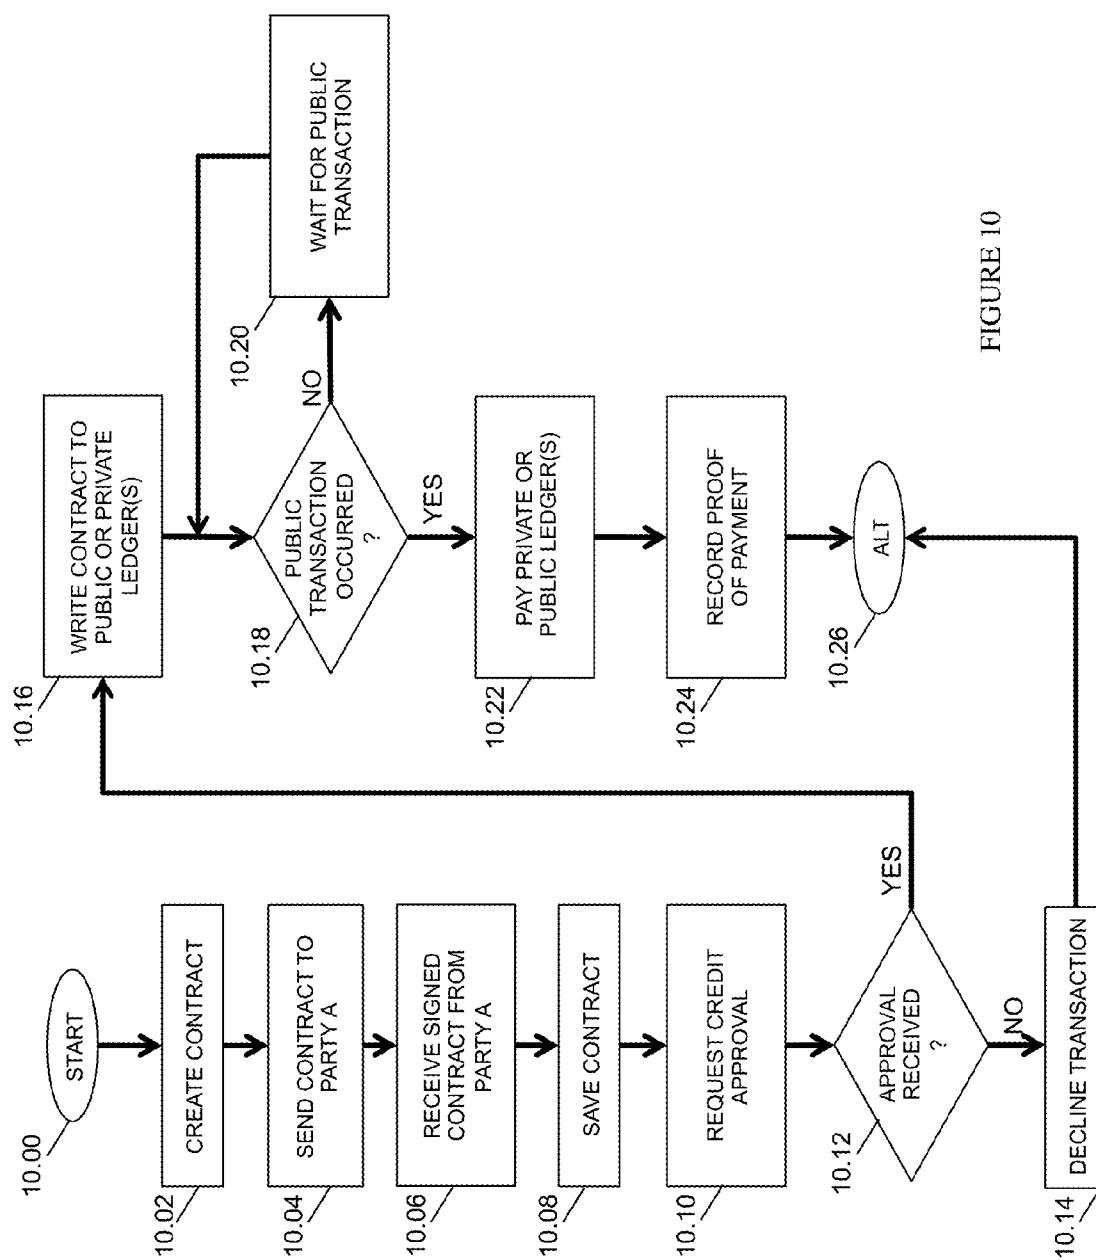 10.00
START
10.02
CREATE CONTRACT
10.04
SEND CONTRACT TO
PARTY A
10.06
RECEIVE SIGNED
CONTRACT FROM
PARTY A
10.08
SAVE CONTRACT
10.10
REQUEST CREDIT
APPROVAL
10.12
APPROVAL
RECEIVED
?
YES
NO
10.14
DECLINE TRANSACTION
10.16
WRITE CONTRACT TO
PUBLIC OR PRIVATE
LEDGER(S)
10.18
PUBLIC
TRANSACTION
OCCURRED
?
NO
YES
10.20
WAIT FOR PUBLIC
TRANSACTION
10.22
PAY PRIVATE OR
PUBLIC LEDGER(S)
10.24
RECORD PROOF
OF PAYMENT
10.26
ALT
FIGURE 10